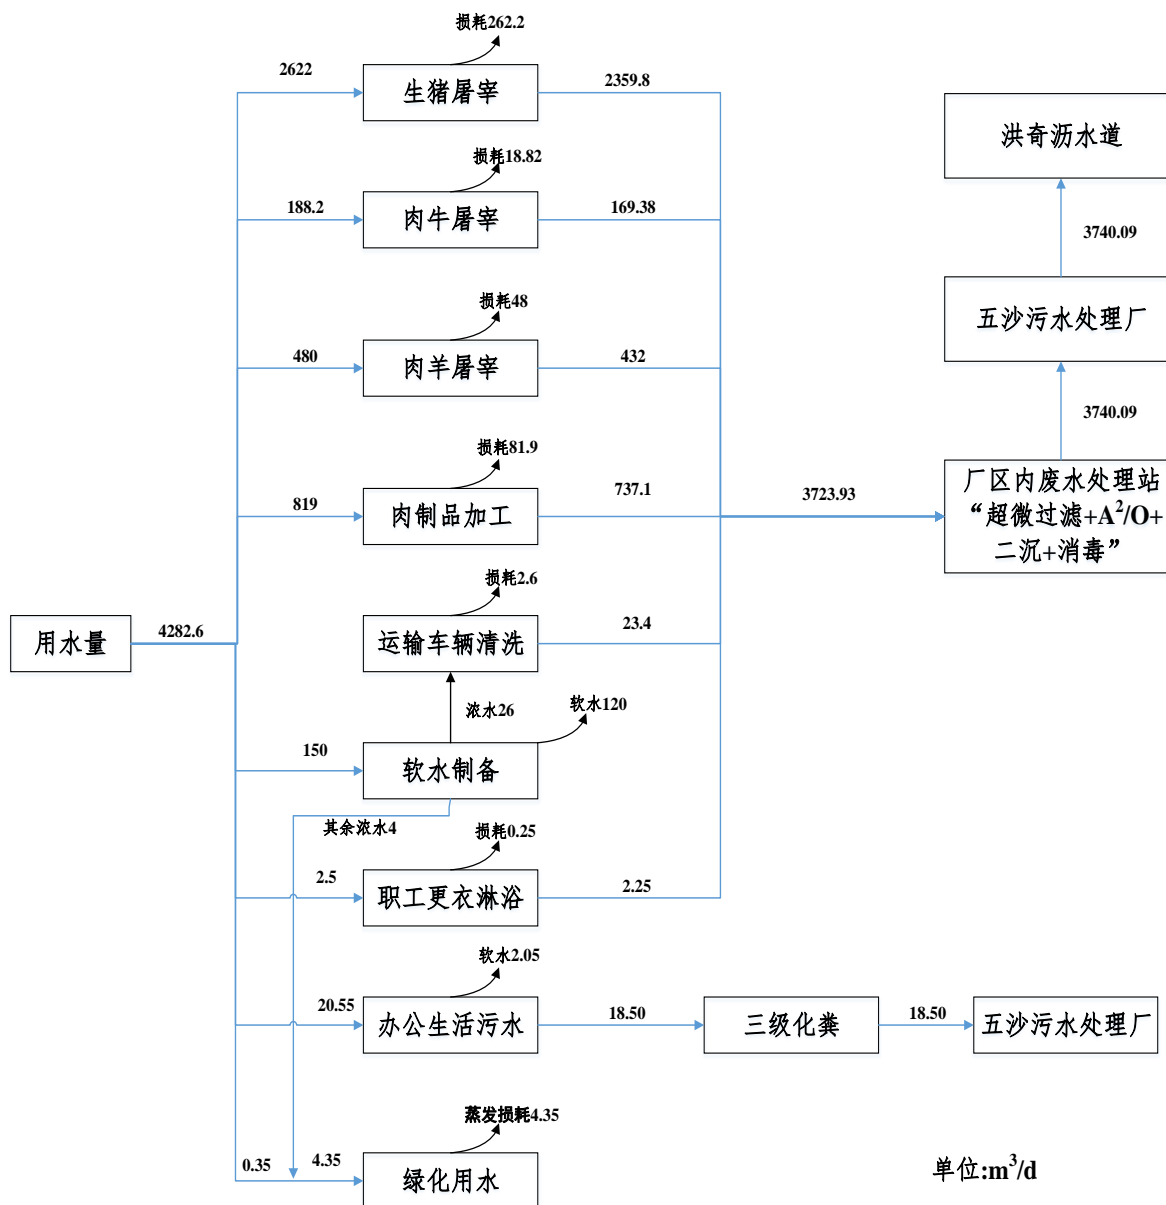 损耗262.2
2622
生猪屠宰
2359.8
损耗18.82
188.2
肉牛屠宰
169.38
损耗48
480
肉羊屠宰
432
损耗81.9
819
肉制品加工
737.1
3723.93
洪奇沥水道
3740.09
五沙污水处理厂
3740.09
厂区内废水处理站
“超微过滤+A²/O+
二沉+消毒”
用水量
4282.6
损耗2.6
运输车辆清洗
23.4
浓水26
软水120
150
软水制备
其余浓水4
损耗0.25
2.5
职工更衣淋浴
2.25
软水2.05
20.55
办公生活污水
18.50
三级化粪
18.50
五沙污水处理厂
蒸发损耗4.35
0.35
4.35
绿化用水
单位:m³/d